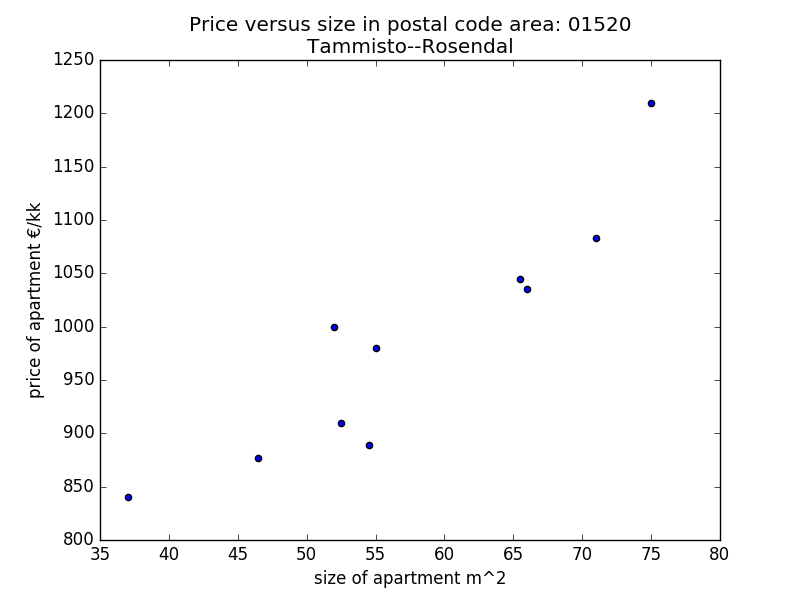 Price versus size in postal code area: 01520
Tammisto--Rosendal
1250
1200
1150
1100
1050
1000
950
900
850
800
price of apartment €/kk
35 40 45 50 55 60 65 70 75 80
size of apartment m^2